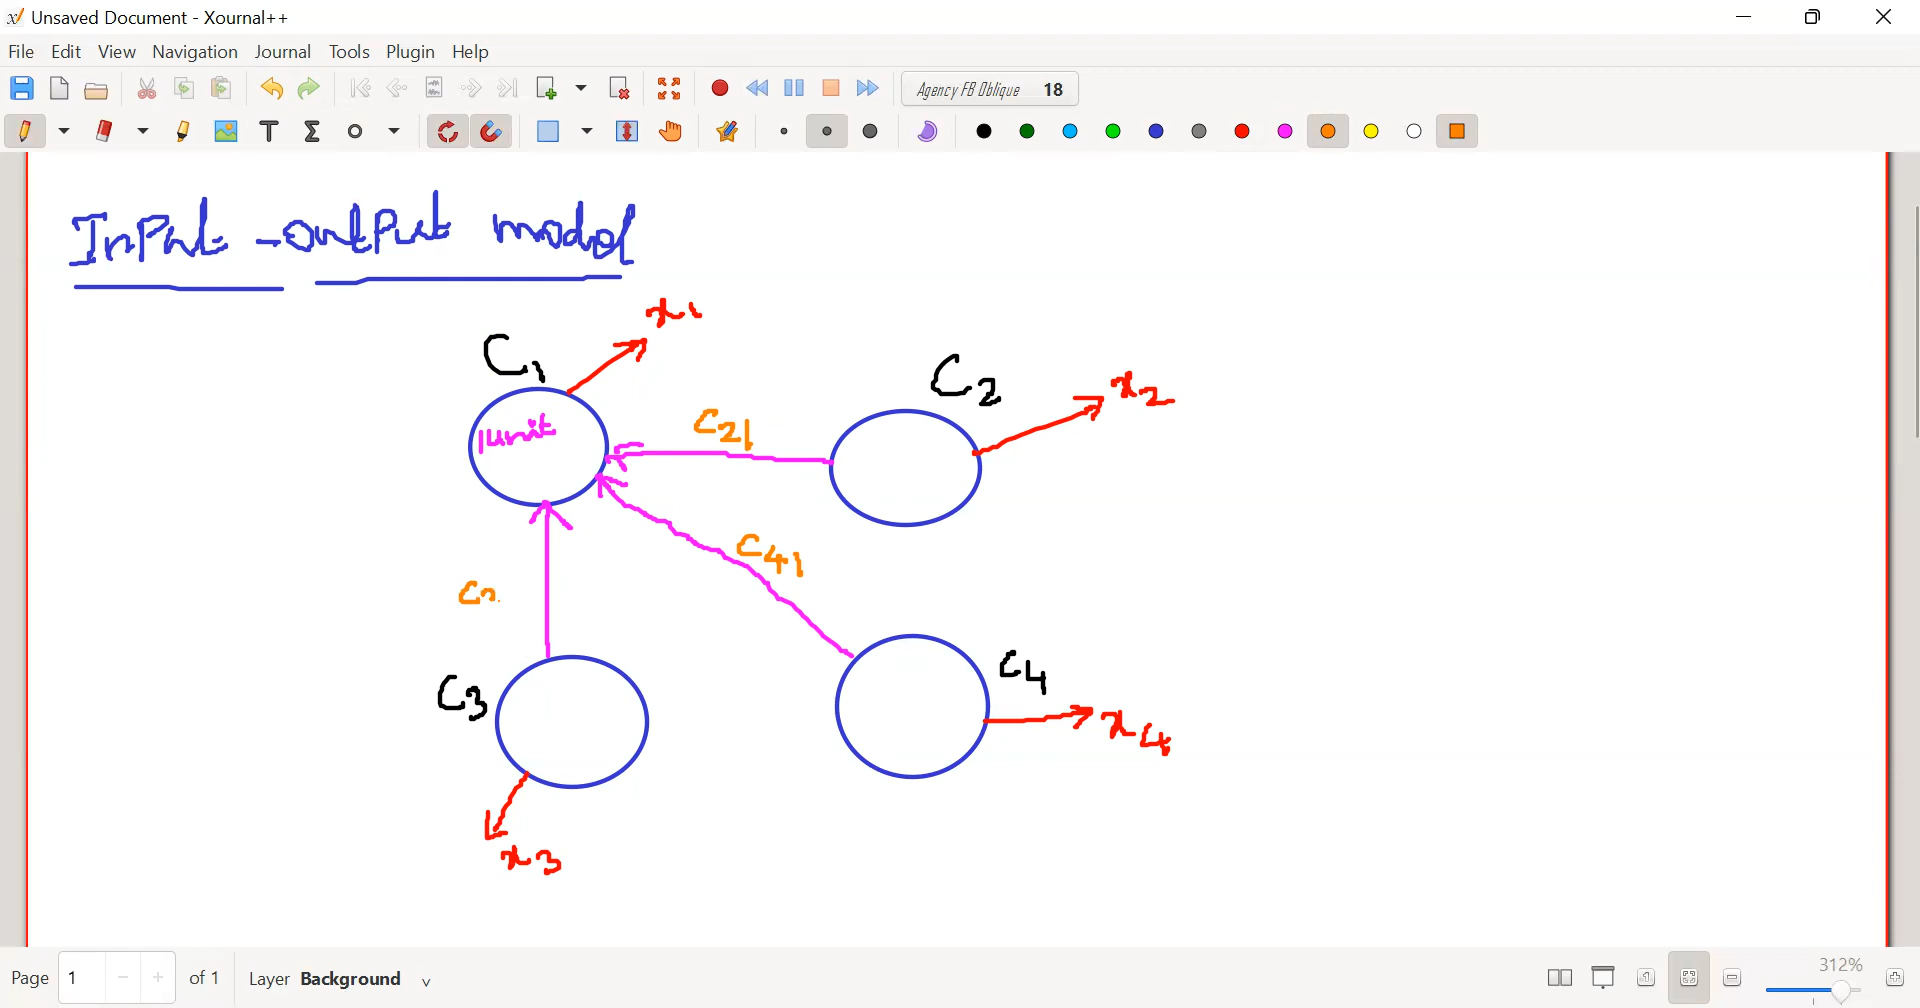 Unsaved Document - Xournal++
File Edit View Navigation Journal Tools Plugin Help
Agency FB Oblique 18
InPut - outPut model
x1
C1
C2
x2
1unit
C21
C41
C3
C4
x4
x3
Page 1 of 1 Layer Background
312%